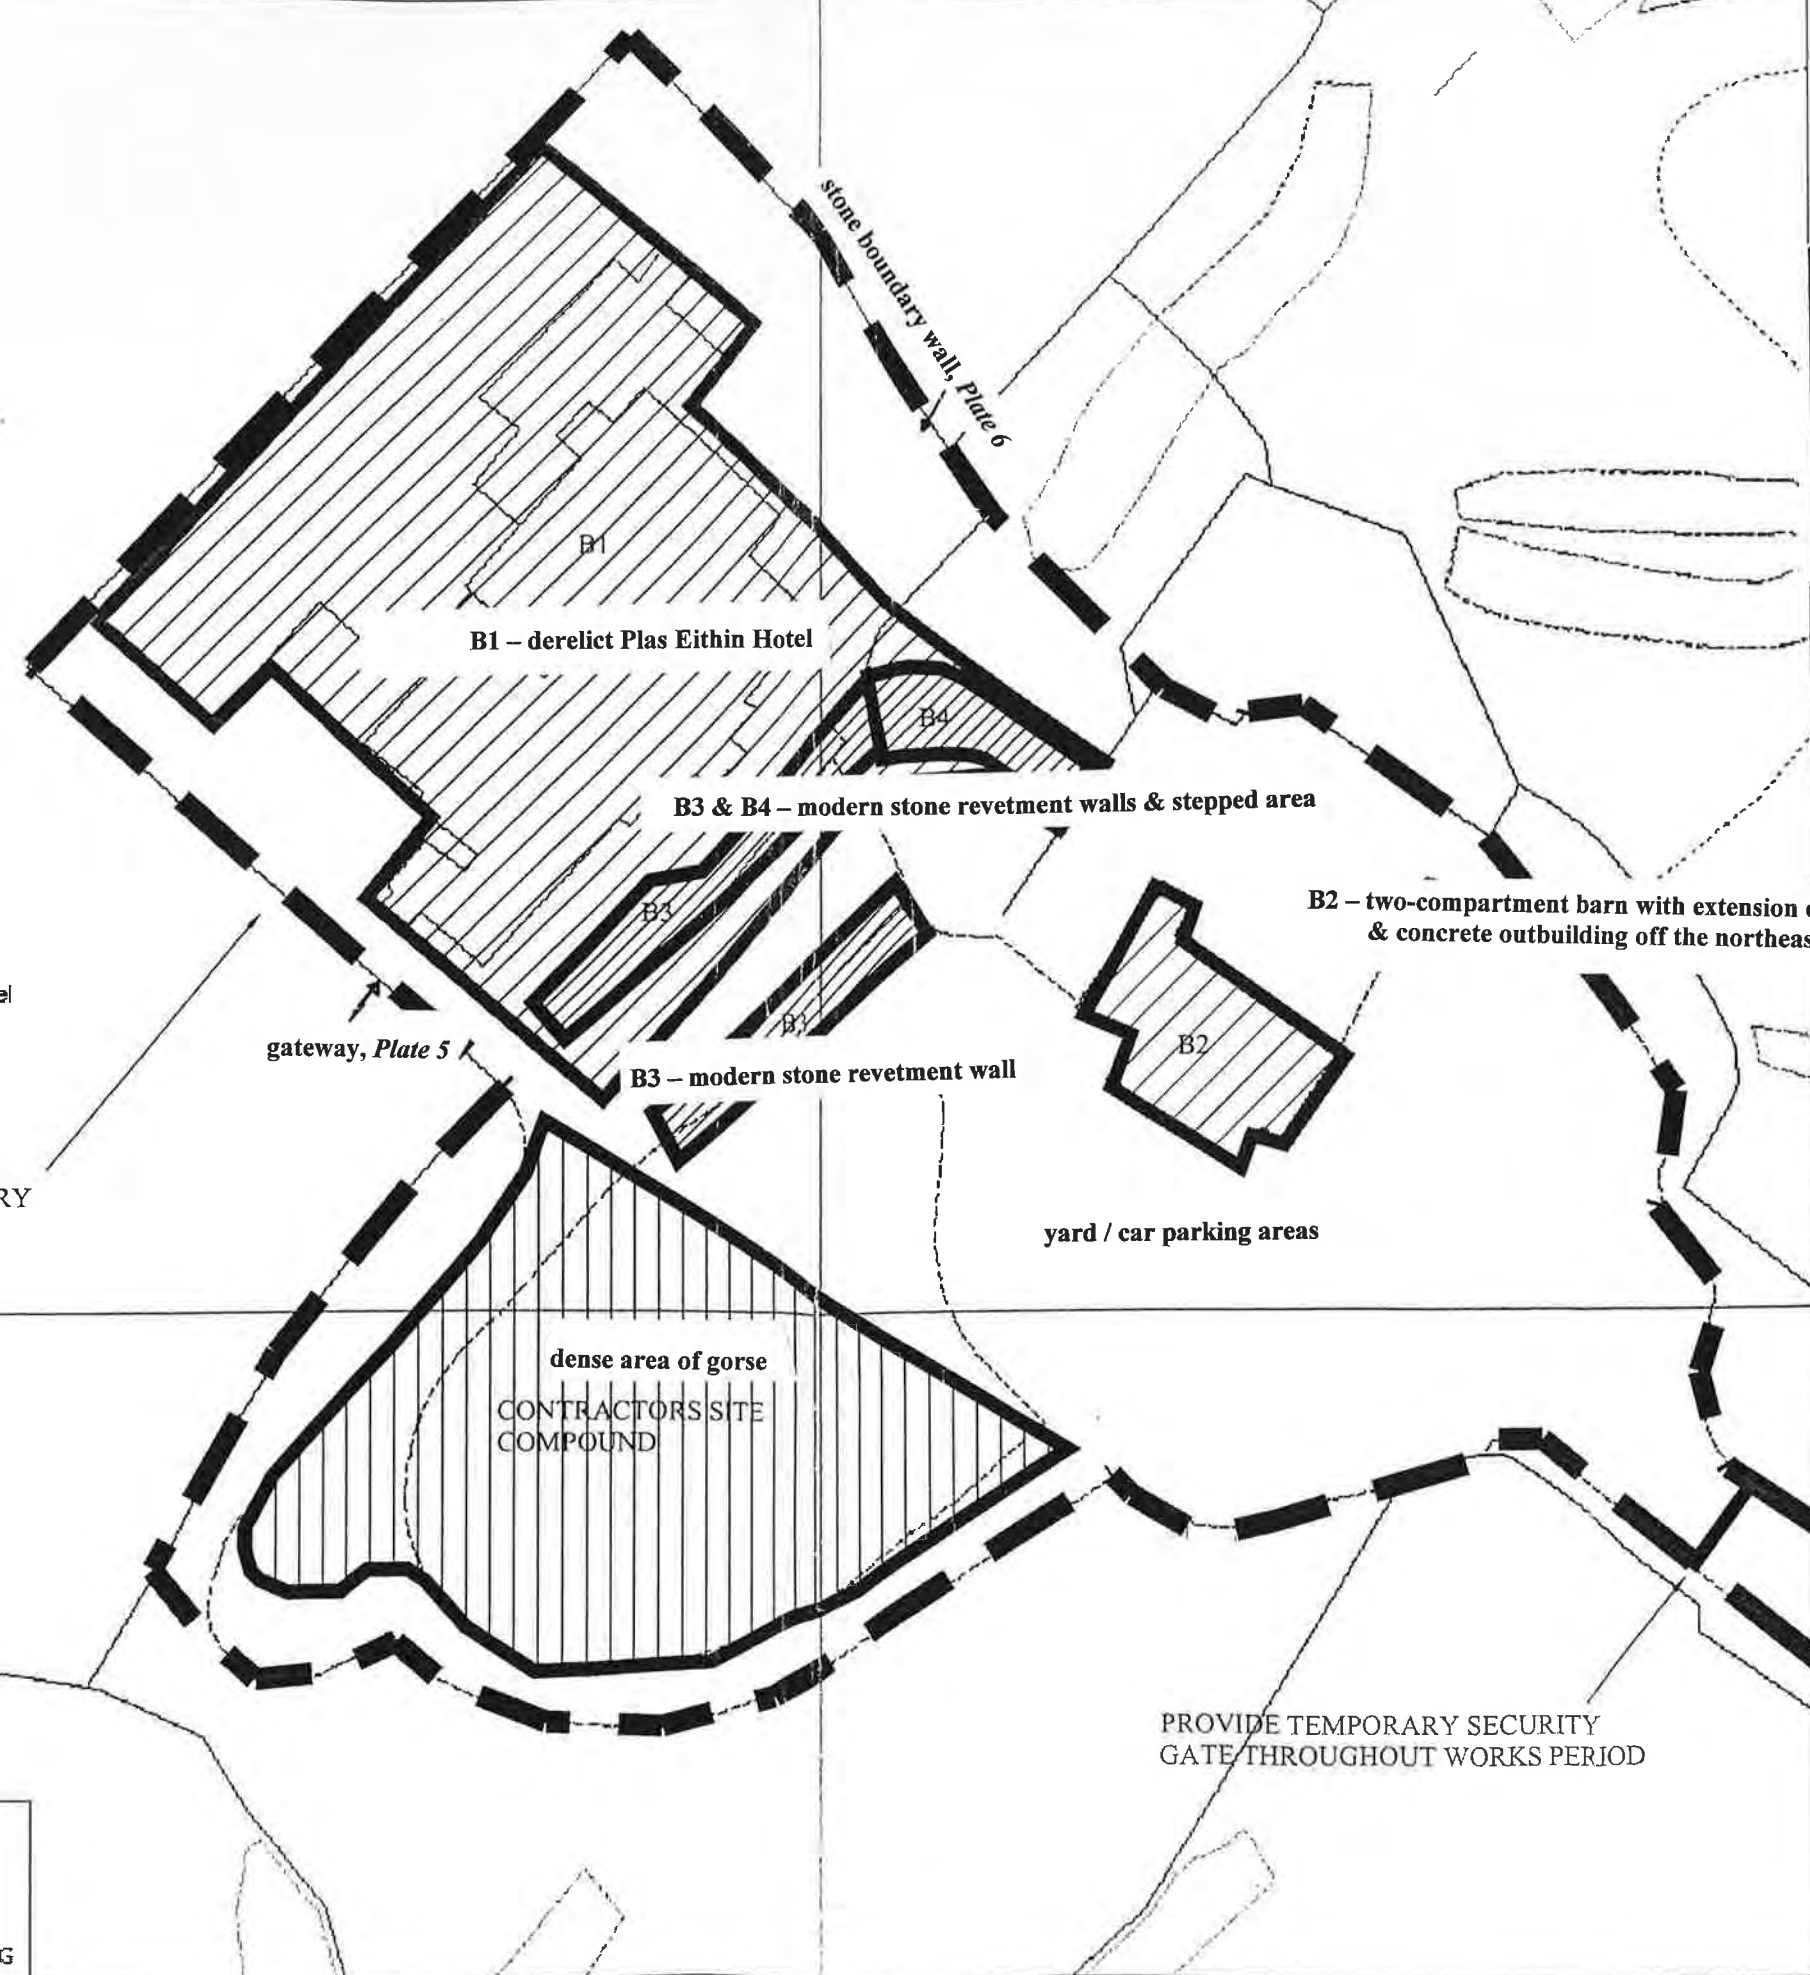 stone boundary wall, Plate 6
B1
B1 – derelict Plas Eithin Hotel
B4
B3 & B4 – modern stone revetment walls & stepped area
B2 – two-compartment barn with extension
& concrete outbuilding off the northeas
B3
el
B3
gateway, Plate 5
B2
B3 – modern stone revetment wall
RY
yard / car parking areas
dense area of gorse
CONTRACTORS SITE
COMPOUND
PROVIDE TEMPORARY SECURITY
GATE THROUGHOUT WORKS PERIOD
G